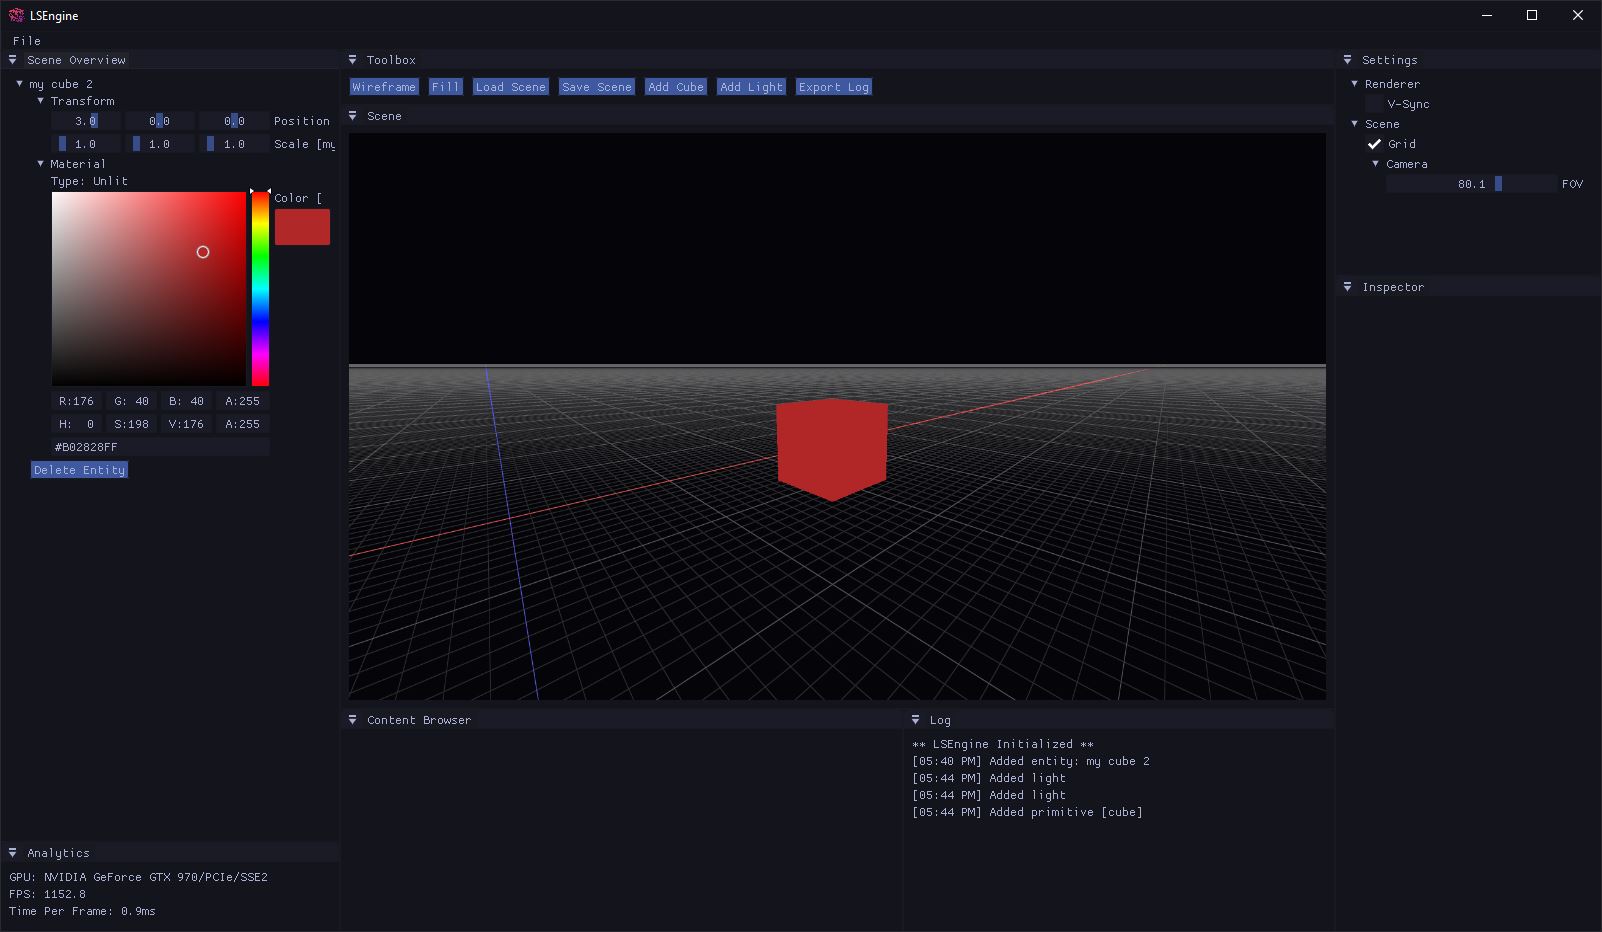 LSEngine
File
Scene Overview
my cube 2
Transform
3.0 0.0 0.0 Position
1.0 1.0 1.0 Scale [my
Material
Type: Unlit
Color [
R:176 G: 40 B: 40 A:255
H: 0 S:198 V:176 A:255
#B02828FF
Delete Entity
Analytics
GPU: NVIDIA GeForce GTX 970/PCIe/SSE2
FPS: 1152.8
Time Per Frame: 0.9ms
Toolbox
Wireframe Fill Load Scene Save Scene Add Cube Add Light Export Log
Scene
Content Browser
Log
** LSEngine Initialized **
[05:40 PM] Added entity: my cube 2
[05:44 PM] Added light
[05:44 PM] Added light
[05:44 PM] Added primitive [cube]
Settings
Renderer
V-Sync
Scene
Grid
Camera
80.1 FOV
Inspector